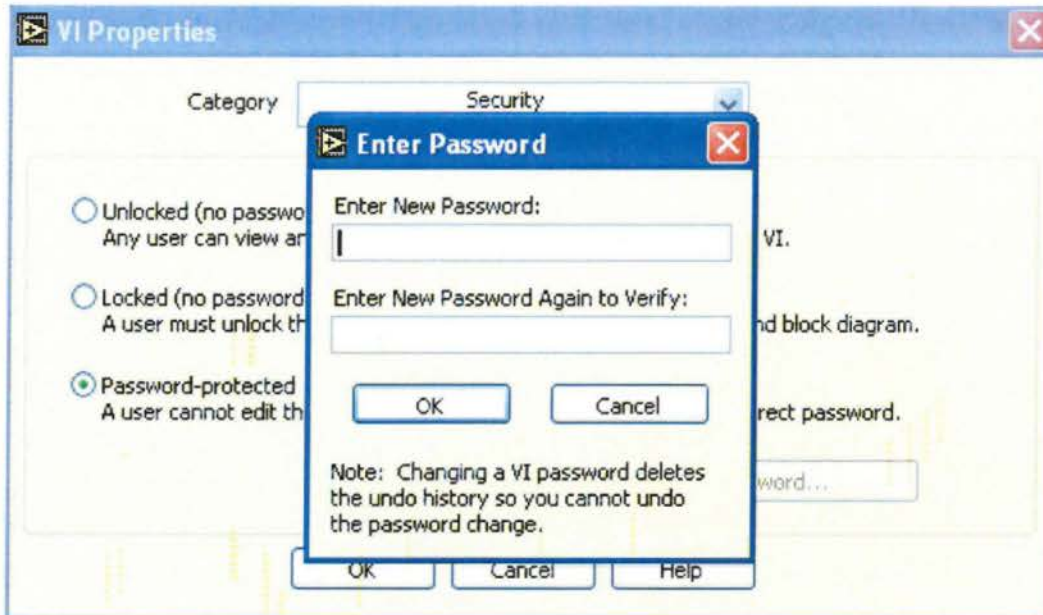 VI Properties
Category Security
Enter Password
Unlocked (no passwo
Any user can view an
VI.
Enter New Password:
Locked (no password
A user must unlock th
nd block diagram.
Enter New Password Again to Verify:
Password-protected
A user cannot edit th
rect password.
OK Cancel
Note: Changing a VI password deletes
the undo history so you cannot undo
the password change.
word...
OK Cancel Help